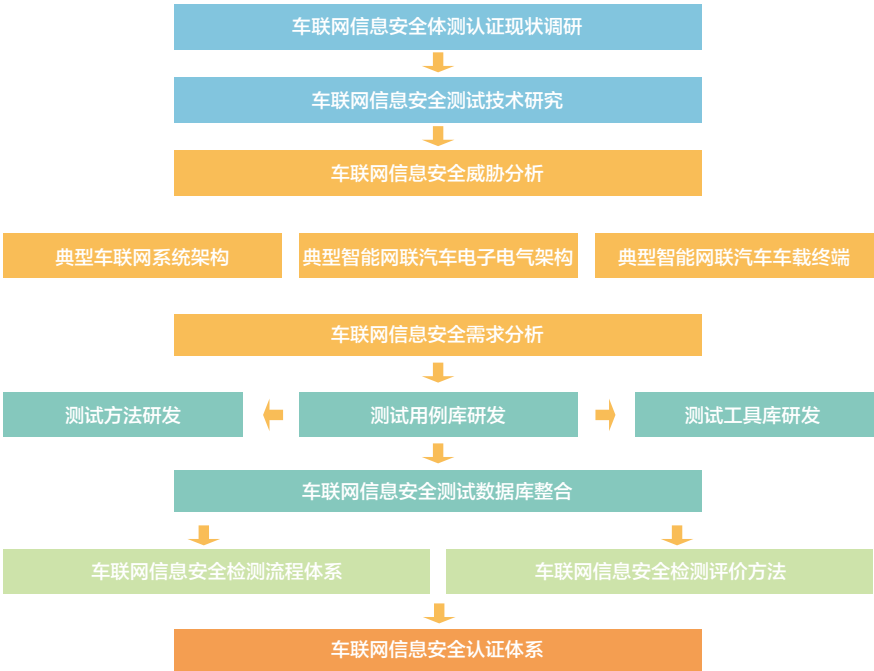 车联网信息安全体测认证现状调研
车联网信息安全测试技术研究
车联网信息安全威胁分析
典型车联网系统架构
典型智能网联汽车电子电气架构
典型智能网联汽车车载终端
车联网信息安全需求分析
测试方法研发
测试用例库研发
测试工具库研发
车联网信息安全测试数据库整合
车联网信息安全检测流程体系
车联网信息安全检测评价方法
车联网信息安全认证体系